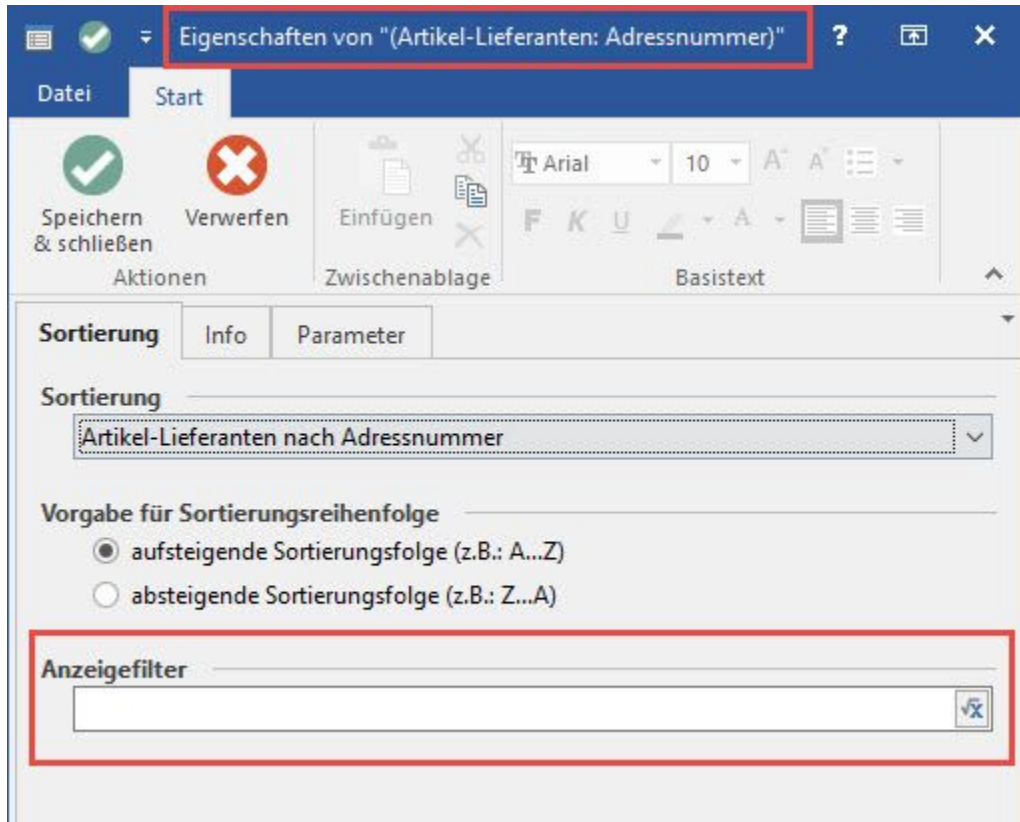 Eigenschaften von "(Artikel-Lieferanten: Adressnummer)" ?
Datei Start
Speichern & schließen
Verwerfen
Aktionen
Einfügen
Zwischenablage
Arial 10 A A
F K U A
Basistext
Sortierung Info Parameter
Sortierung
Artikel-Lieferanten nach Adressnummer
Vorgabe für Sortierungsreihenfolge
aufsteigende Sortierungsfolge (z.B.: A...Z)
absteigende Sortierungsfolge (z.B.: Z...A)
Anzeigefilter
√x